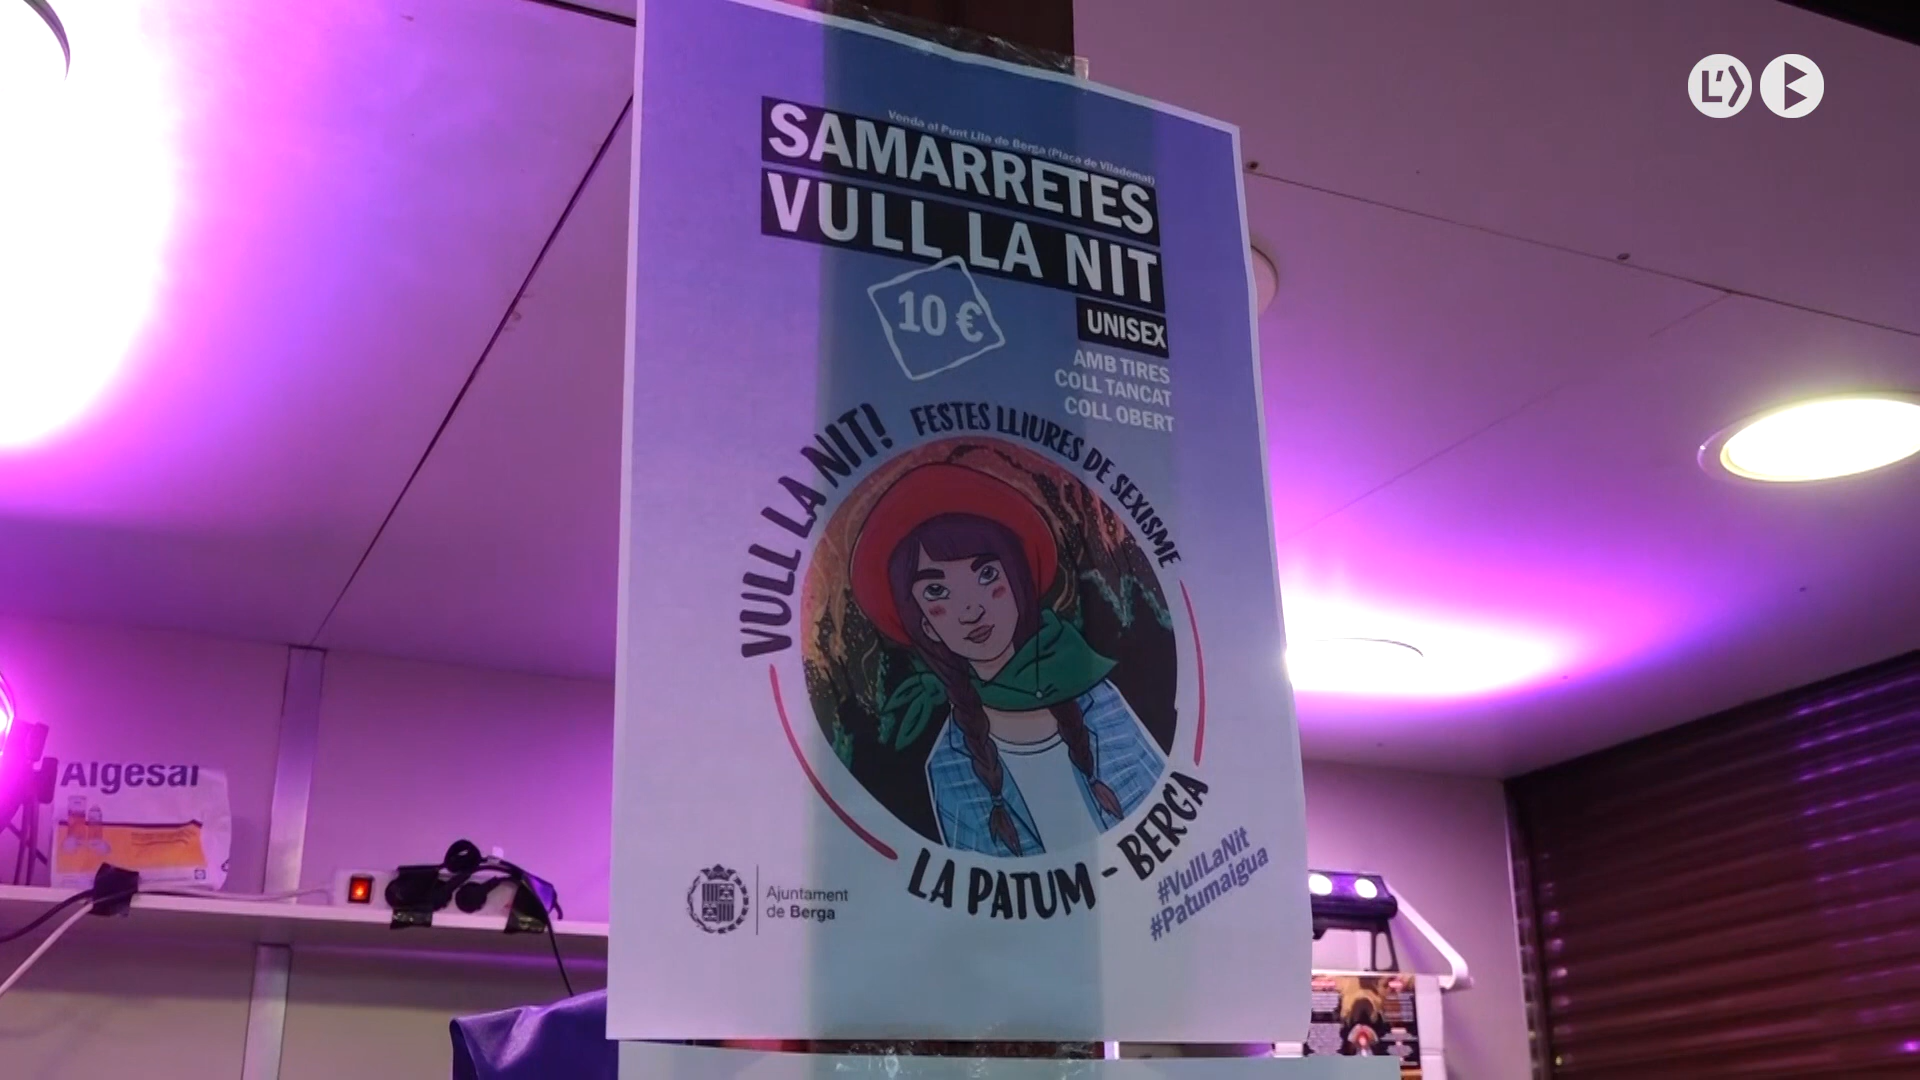 Venda al Punt Lila de Berga (Plaça de Viladomat)
SAMARRETES
VULL LA NIT
10 €
UNISEX
AMB TIRES
COLL TANCAT
COLL OBERT
VULL LA NIT! FESTES LLIURES DE SEXISME
LA PATUM - BERGA
#VullLaNit
#Patumaigua
Ajuntament
de Berga
Algesal
L'